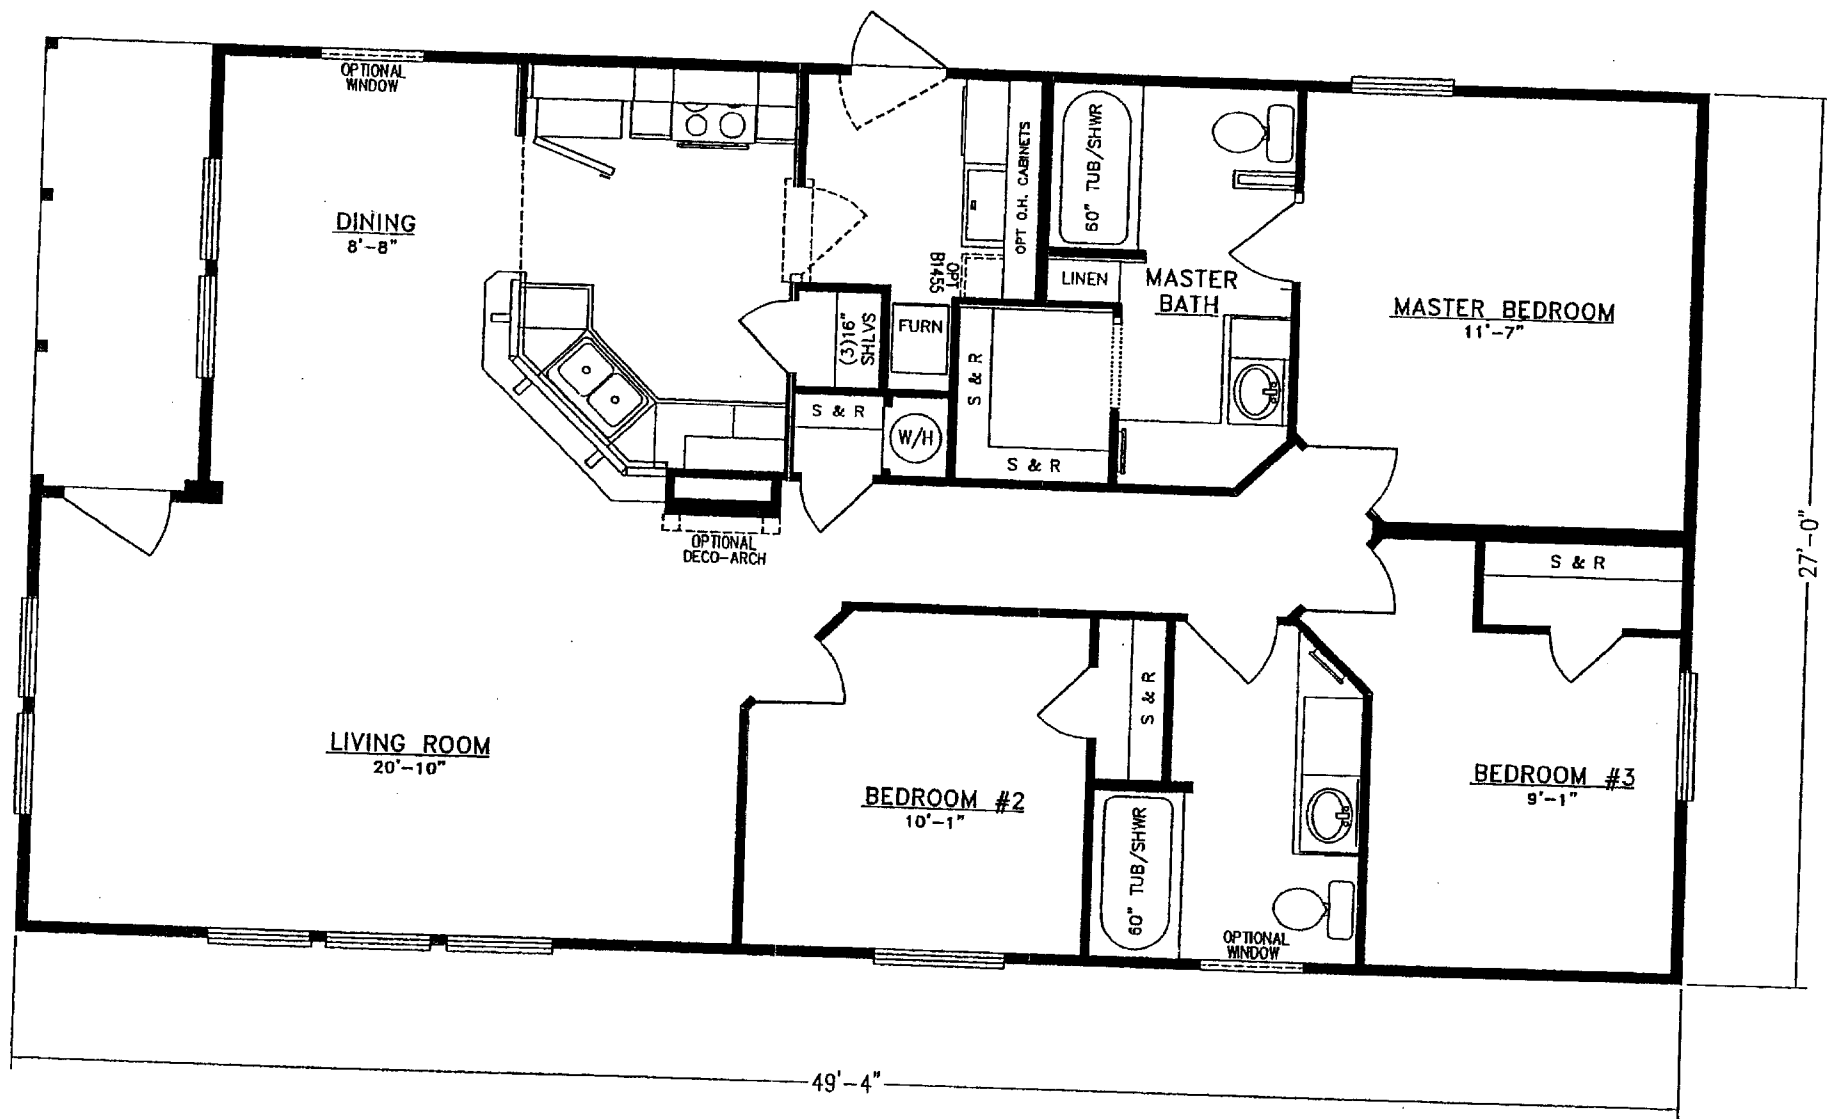 OPTIONAL
WINDOW
DINING
8'-8"
60" TUB/SHWR
OPT O.H. CABINETS
OPT
B1455
LINEN
MASTER
BATH
MASTER BEDROOM
11'-7"
(3)16"
SHLVS
FURN
S & R
S & R
W/H
S & R
OPTIONAL
DECO-ARCH
S & R
27'-0"
S & R
LIVING ROOM
20'-10"
BEDROOM #2
10'-1"
BEDROOM #3
9'-1"
60" TUB/SHWR
OPTIONAL
WINDOW
49'-4"